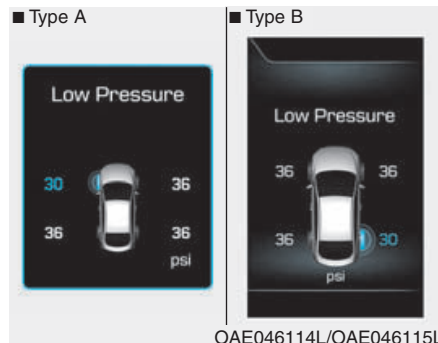 ■ Type A
Low Pressure
30 36
36 36
psi
■ Type B
Low Pressure
36 36
36 30
psi
OAE046114L/OAE046115L